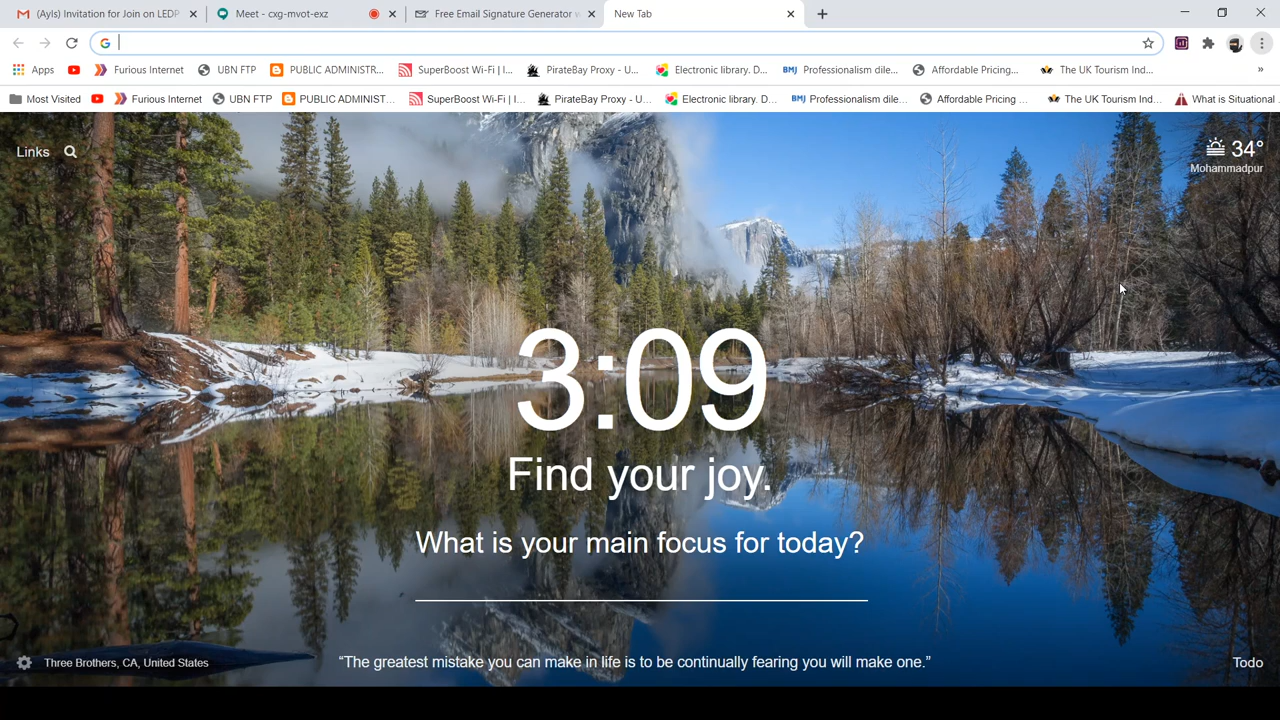 (Ayls) Invitation for Join on LEDP
Meet - cxg-mvot-exz
Free Email Signature Generator w
New Tab
Apps
Furious Internet
UBN FTP
PUBLIC ADMINISTR...
SuperBoost Wi-Fi | I...
PirateBay Proxy - U...
Electronic library. D...
BMJ Professionalism dile...
Affordable Pricing...
The UK Tourism Ind...
»
Most Visited
Furious Internet
UBN FTP
PUBLIC ADMINIST...
SuperBoost Wi-Fi | I...
PirateBay Proxy - U...
Electronic library. D...
BMJ Professionalism dile...
Affordable Pricing ...
The UK Tourism Ind...
What is Situational
Links
34°
Mohammadpur
3:09
Find your joy.
What is your main focus for today?
Three Brothers, CA, United States
“The greatest mistake you can make in life is to be continually fearing you will make one.”
Todo